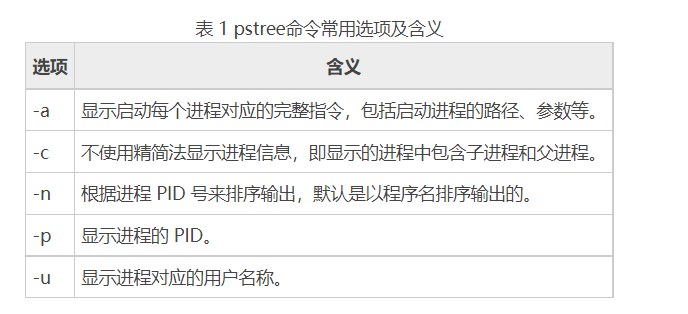 表 1 pstree命令常用选项及含义
选项 含义
-a 显示启动每个进程对应的完整指令，包括启动进程的路径、参数等。
-c 不使用精简法显示进程信息，即显示的进程中包含子进程和父进程。
-n 根据进程 PID 号来排序输出，默认是以程序名排序输出的。
-p 显示进程的 PID。
-u 显示进程对应的用户名称。